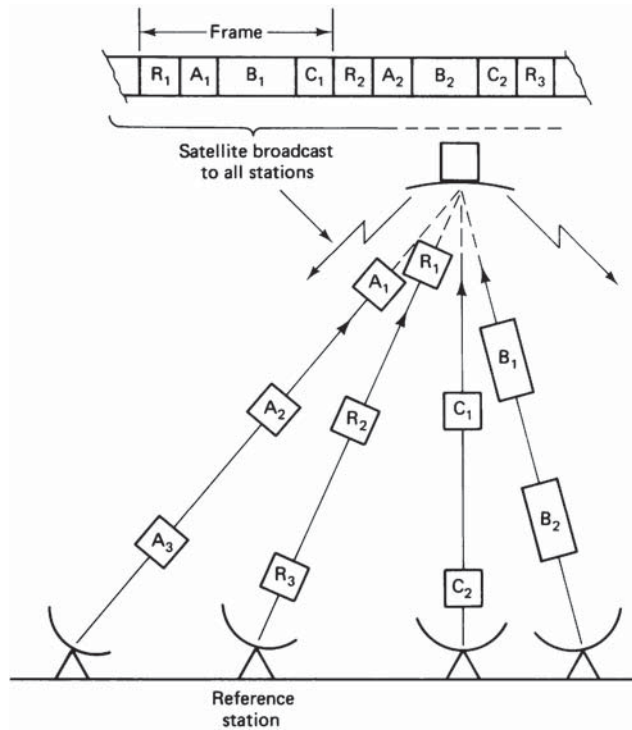 Frame
R₁ A₁ B₁ C₁ R₂ A₂ B₂ C₂ R₃
Satellite broadcast
to all stations
R₁
A₁
B₁
A₂
C₁
R₂
B₂
A₃
R₃
C₂
Reference
station